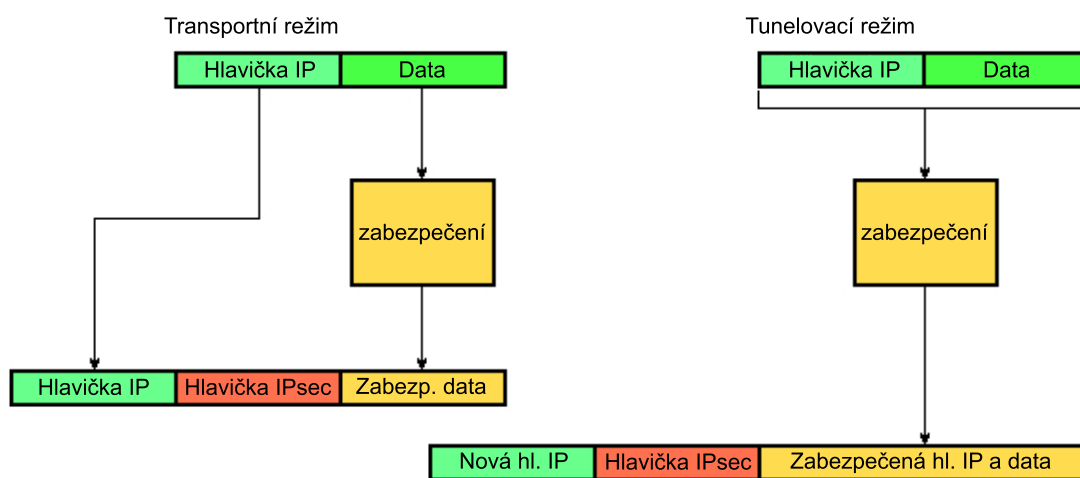 Transportní režim
Hlavička IP Data
zabezpečení
Hlavička IP Hlavička IPsec Zabezp. data
Tunelovací režim
Hlavička IP Data
zabezpečení
Nová hl. IP Hlavička IPsec Zabezpečená hl. IP a data